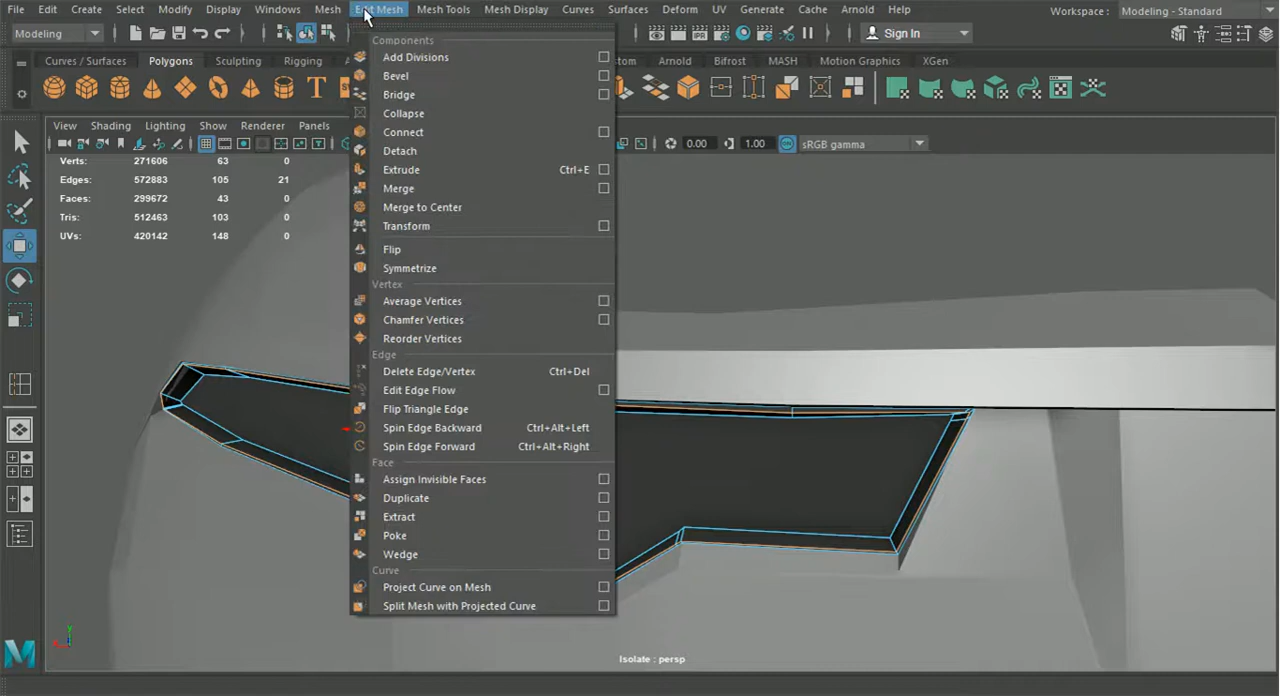 File Edit Create Select Modify Display Windows Mesh Edit Mesh Mesh Tools Mesh Display Curves Surfaces Deform UV Generate Cache Arnold Help Workspace: Modeling - Standard
Modeling Sign In
Curves / Surfaces Polygons Sculpting Rigging Arnold Bifrost MASH Motion Graphics XGen
View Shading Lighting Show Renderer Panels
0.00 1.00 sRGB gamma
Verts: 271606 63 0
Edges: 572883 105 21
Faces: 299672 43 0
Tris: 512463 103 0
UVs: 420142 148 0
Components
Add Divisions
Bevel
Bridge
Collapse
Connect
Detach
Extrude Ctrl+E
Merge
Merge to Center
Transform
Flip
Symmetrize
Vertex
Average Vertices
Chamfer Vertices
Reorder Vertices
Edge
Delete Edge/Vertex Ctrl+Del
Edit Edge Flow
Flip Triangle Edge
Spin Edge Backward Ctrl+Alt+Left
Spin Edge Forward Ctrl+Alt+Right
Face
Assign Invisible Faces
Duplicate
Extract
Poke
Wedge
Curve
Project Curve on Mesh
Split Mesh with Projected Curve
Isolate : persp